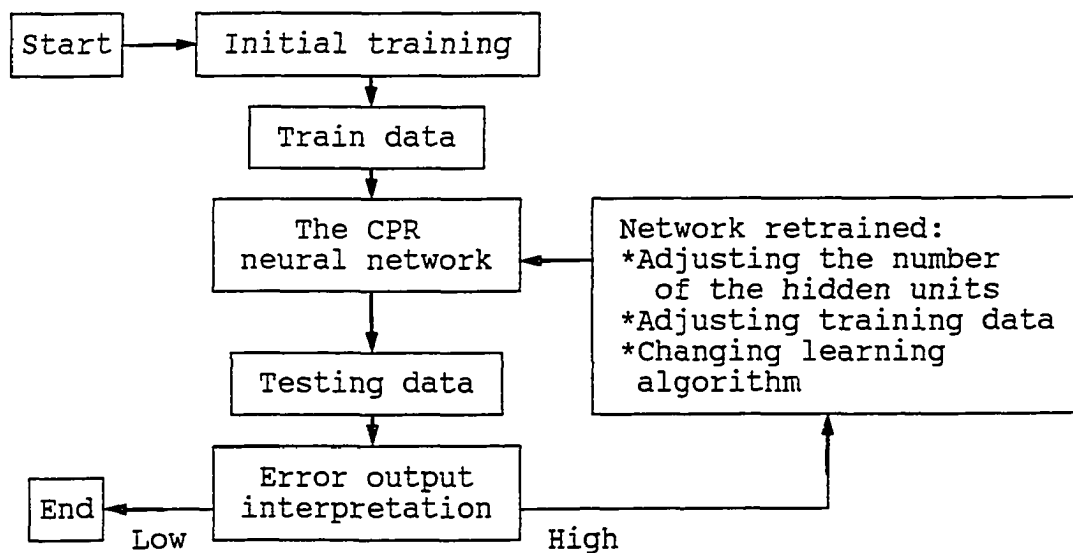 Start
Initial training
Train data
The CPR
neural network
Network retrained:
*Adjusting the number
of the hidden units
*Adjusting training data
*Changing learning
algorithm
Testing data
Error output
interpretation
End
Low
High